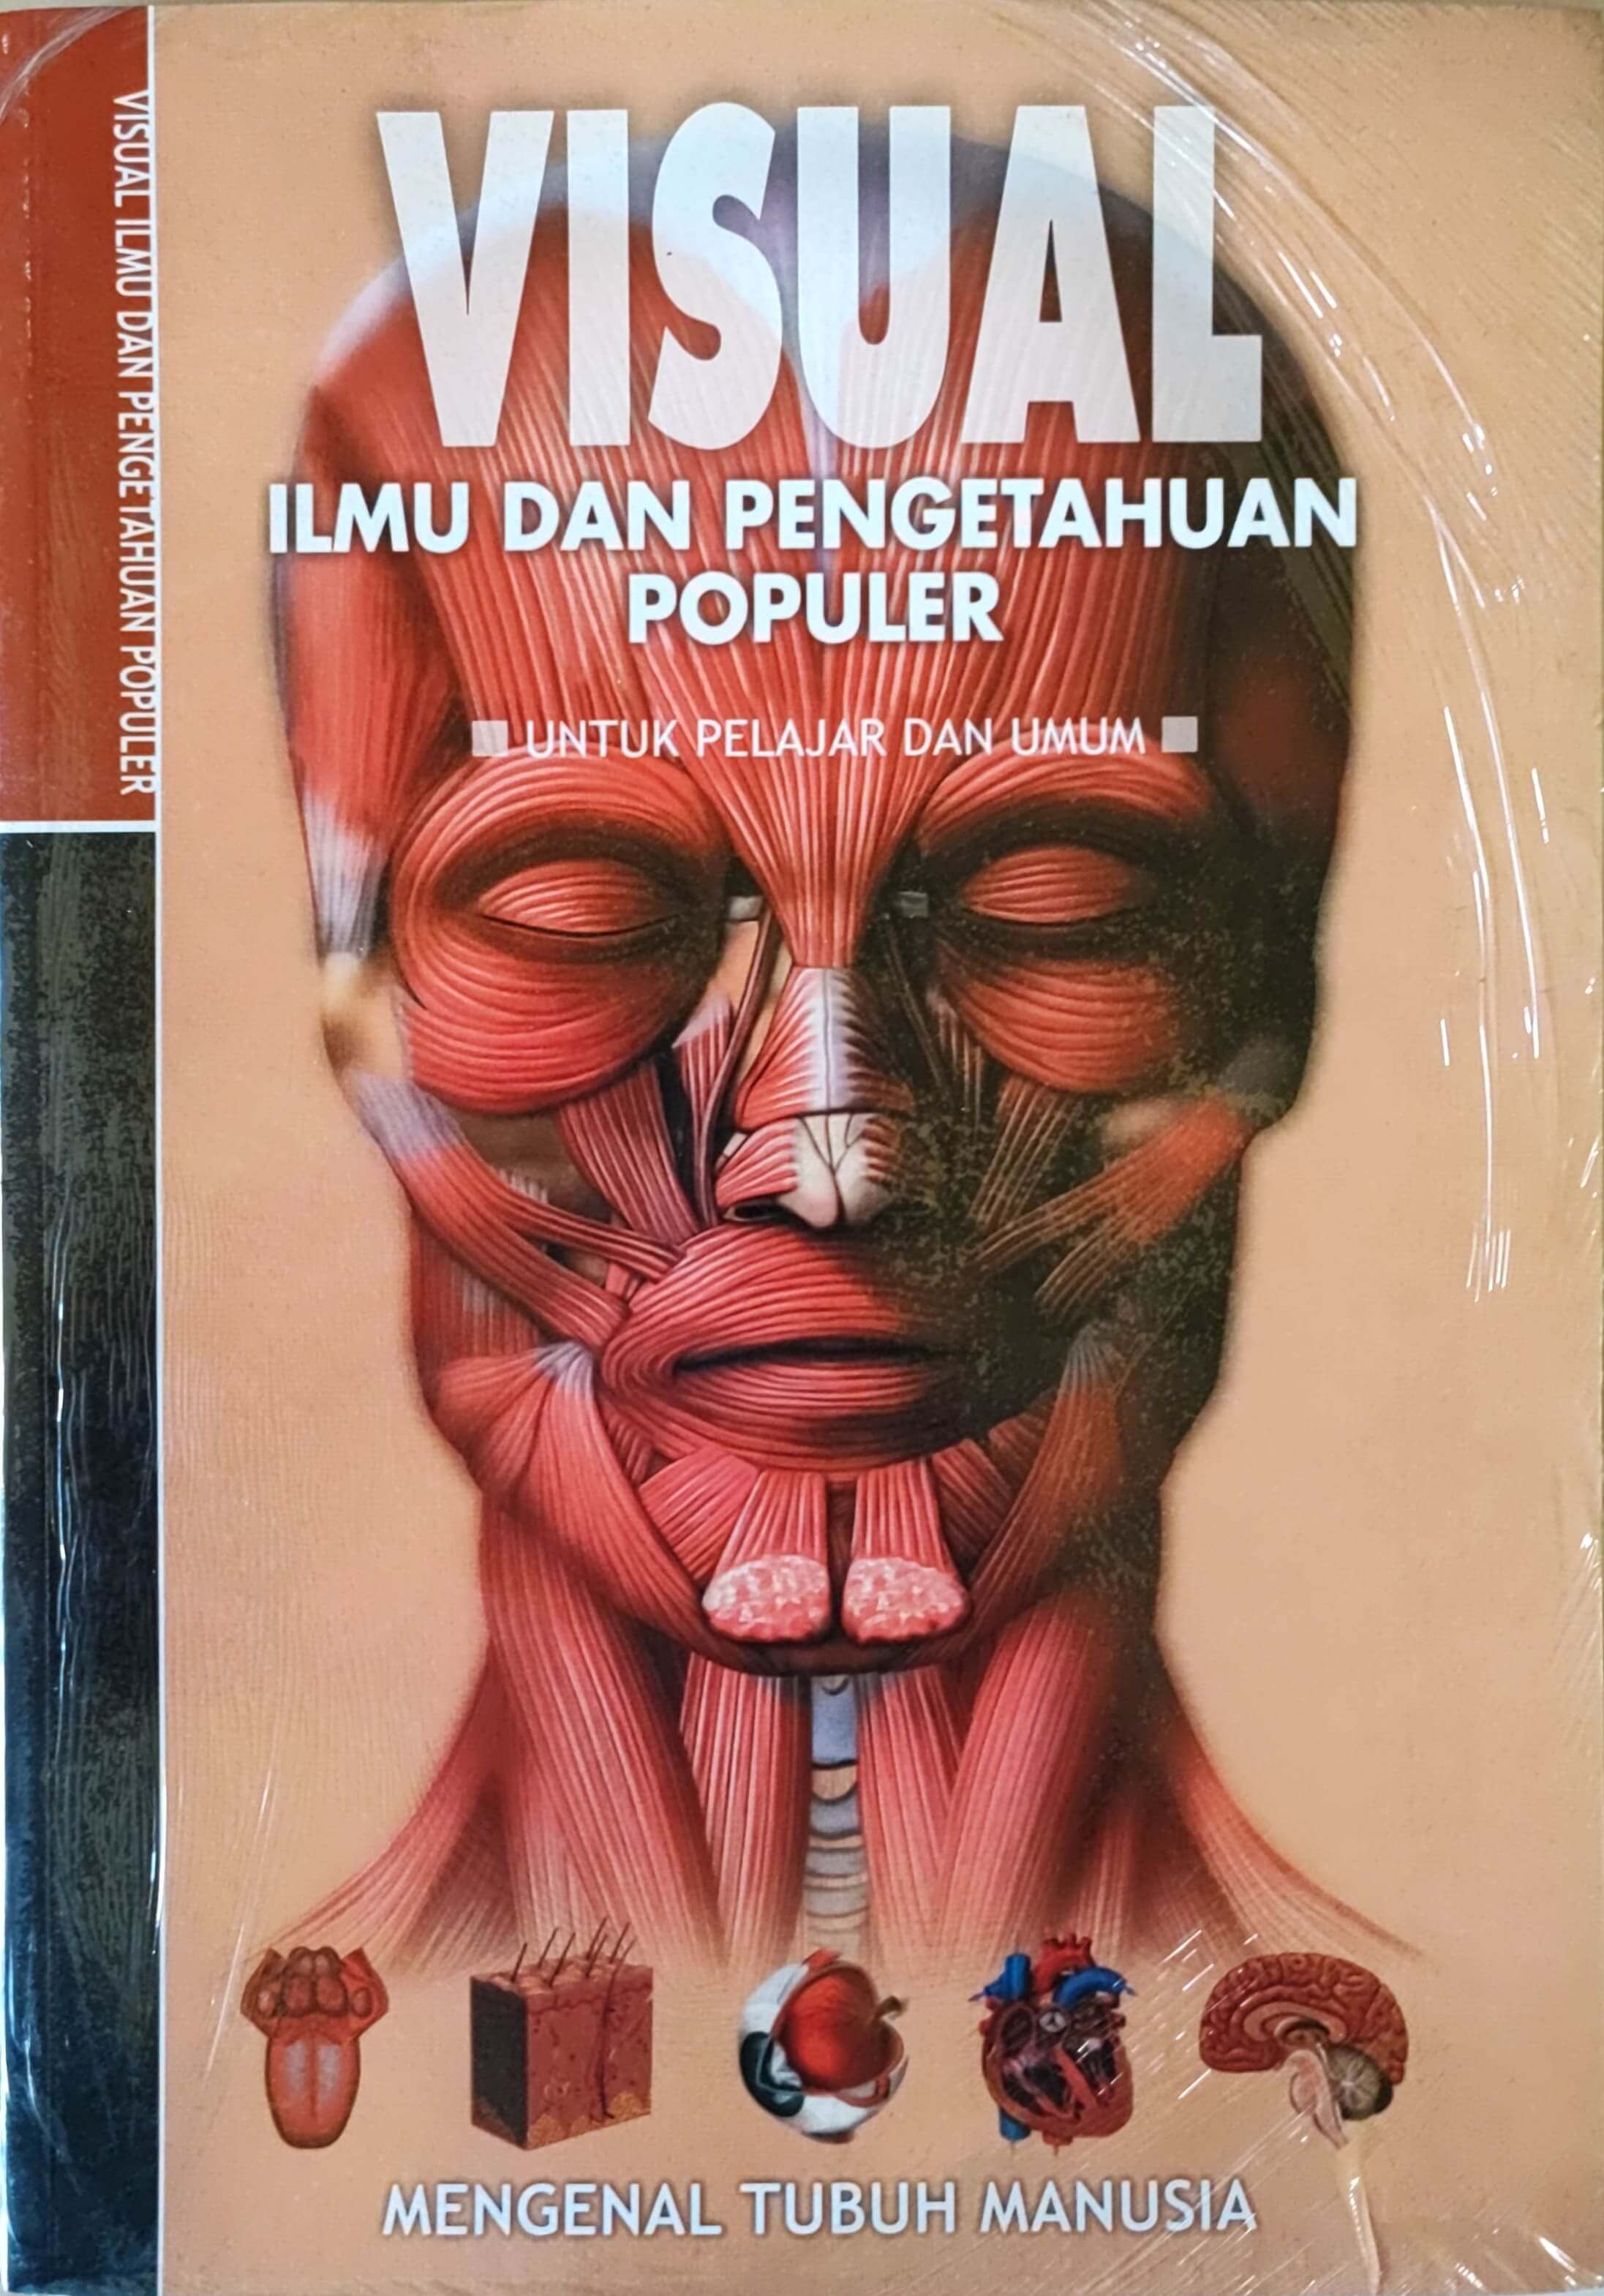 VISUAL ILMU DAN PENGETAHUAN POPULER
VISUAL
ILMU DAN PENGETAHUAN
POPULER
UNTUK PELAJAR DAN UMUM
MENGENAL TUBUH MANUSIA